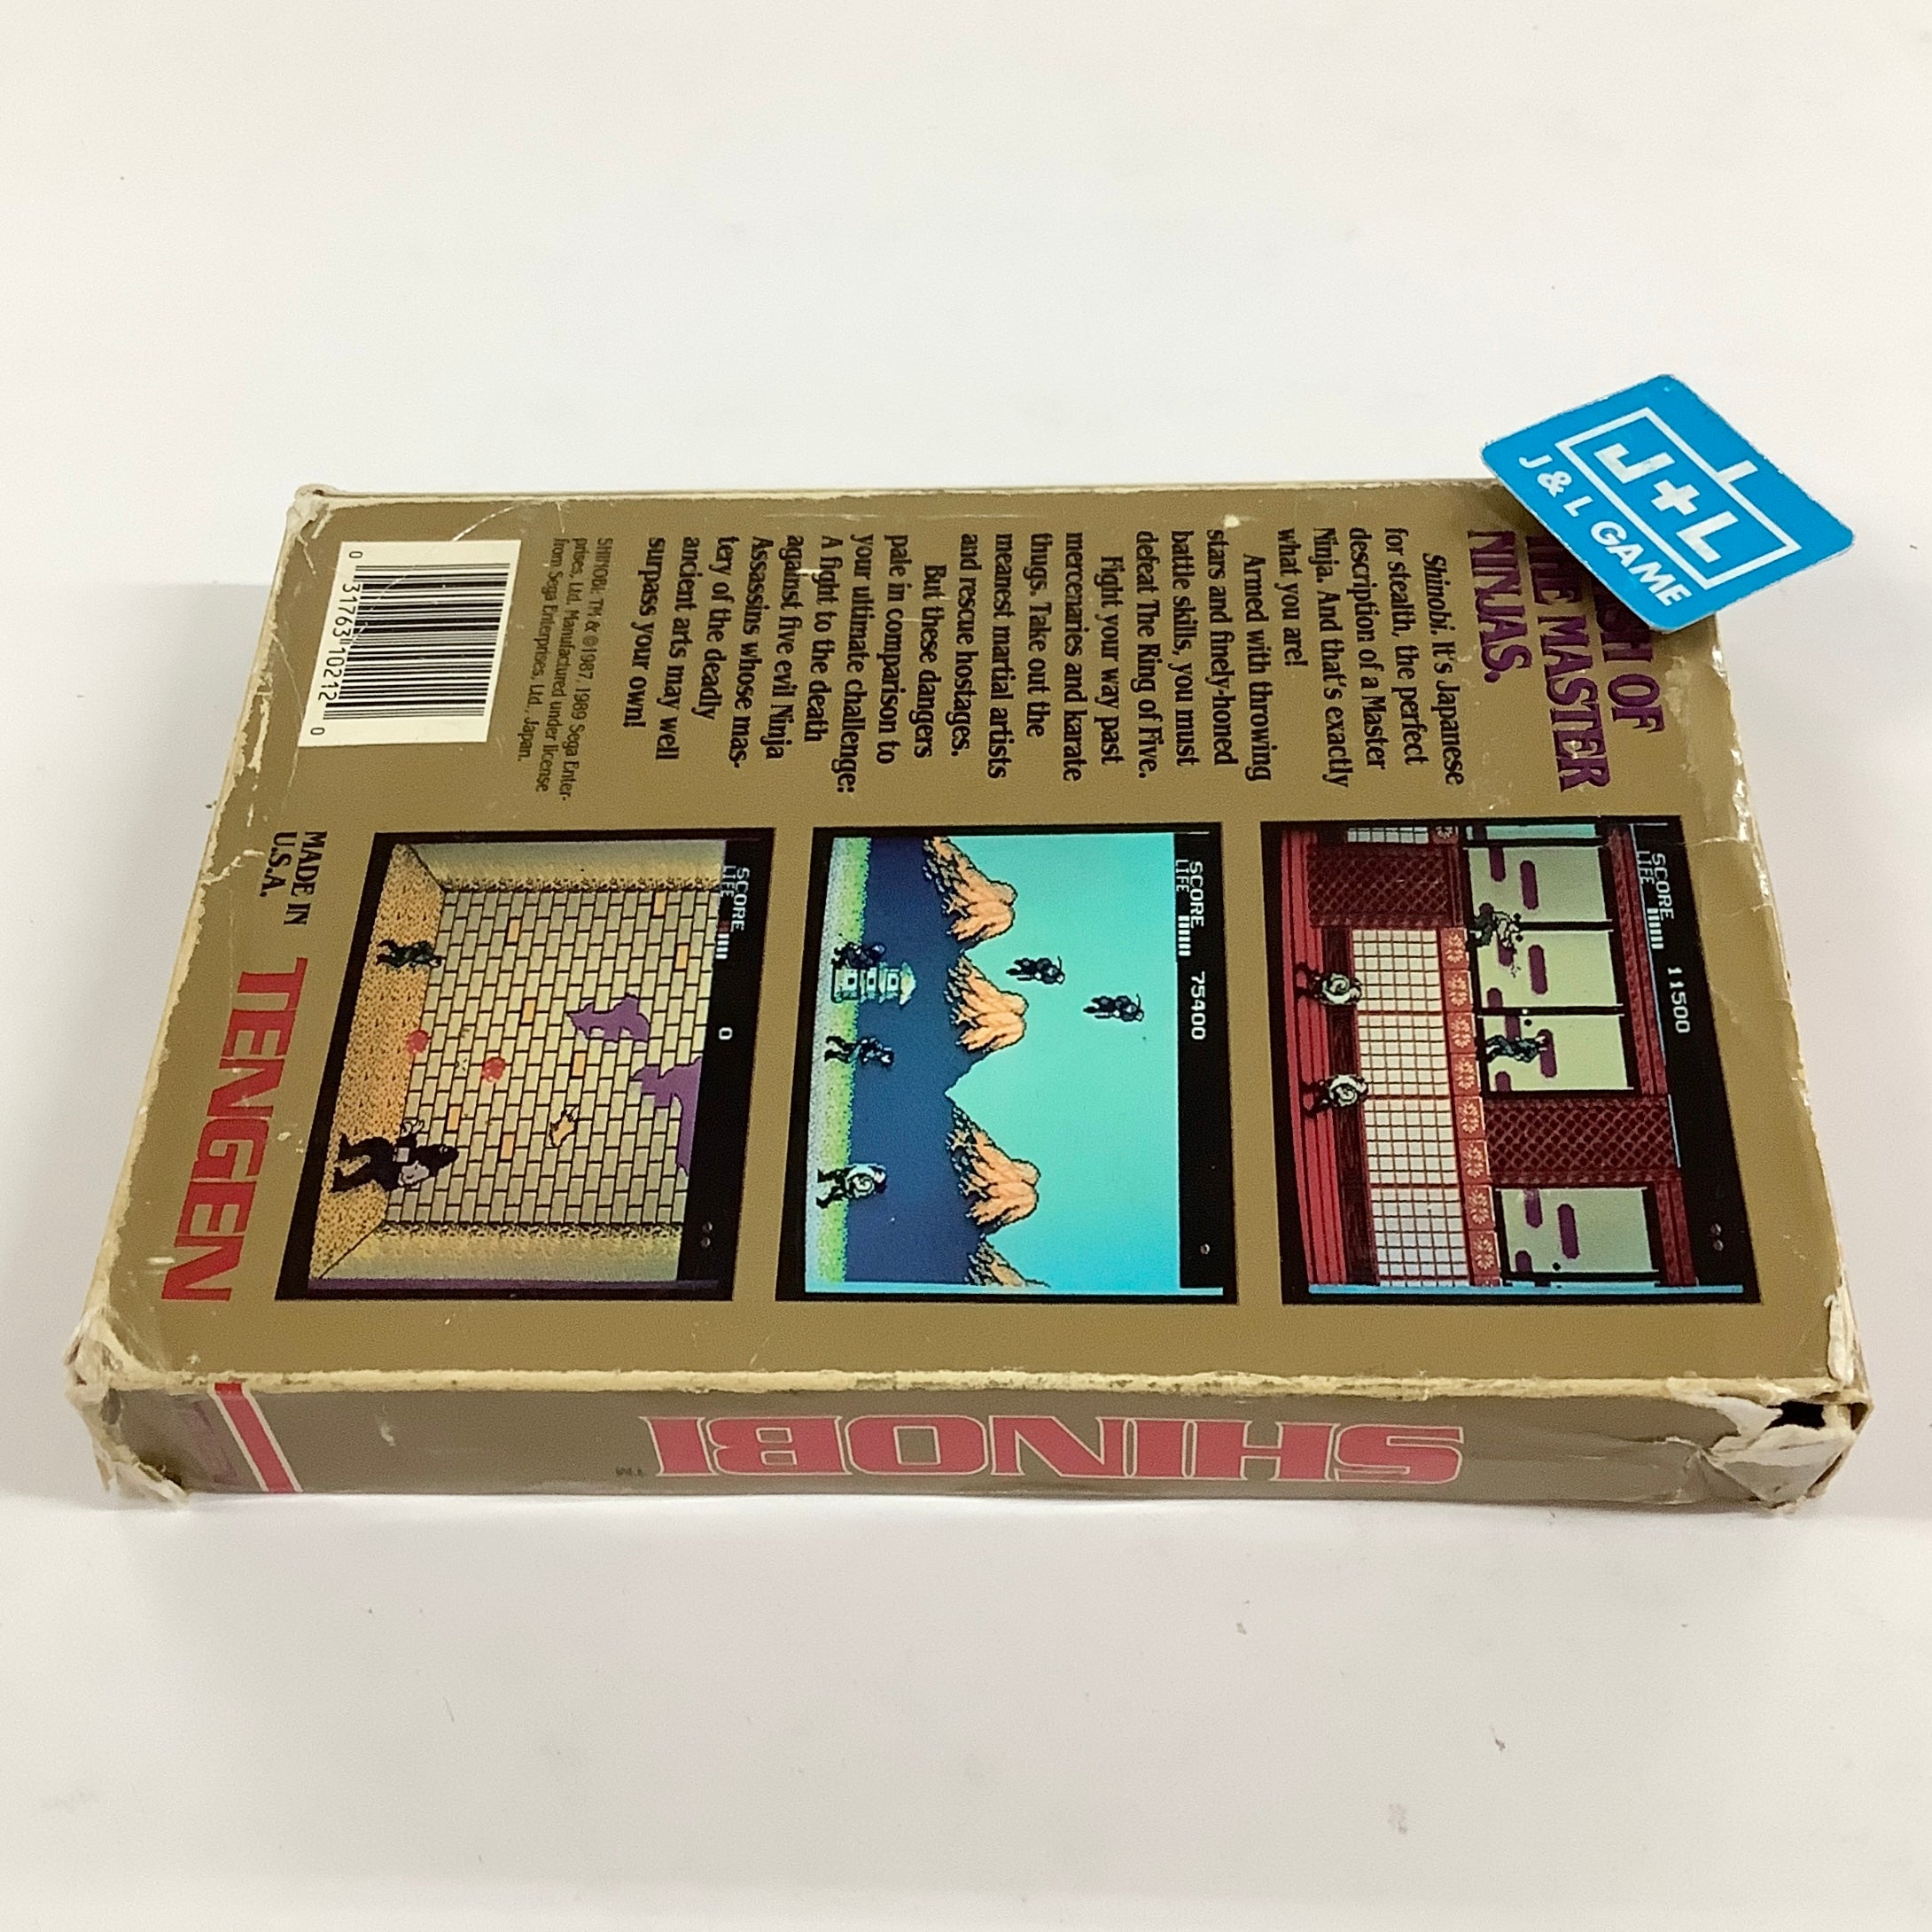 OF
THE MASTER
NINJAS.
Shinobi. It's Japanese
for stealth, the perfect
description of a Master
Ninja. And that's exactly
what you are!
Armed with throwing
stars and finely-honed
battle skills, you must
defeat The Ring of Five.
Fight your way past
mercenaries and karate
thugs. Take out the
meanest martial artists
and rescue hostages.
But these dangers
pale in comparison to
your ultimate challenge:
A fight to the death
against five evil Ninja
Assassins whose mas-
tery of the deadly
ancient arts may well
surpass your own!
SHINOBI: TM & ©1987, 1989 Sega Enter-
prises, Ltd. Manufactured under license
from Sega Enterprises, Ltd., Japan.
0 31763 10212 0
SCORE 11500
LIFE
SCORE 75400
LIFE
SCORE 0
LIFE
MADE IN
U.S.A.
TENGEN
SHINOBI
J+L
J & L GAME